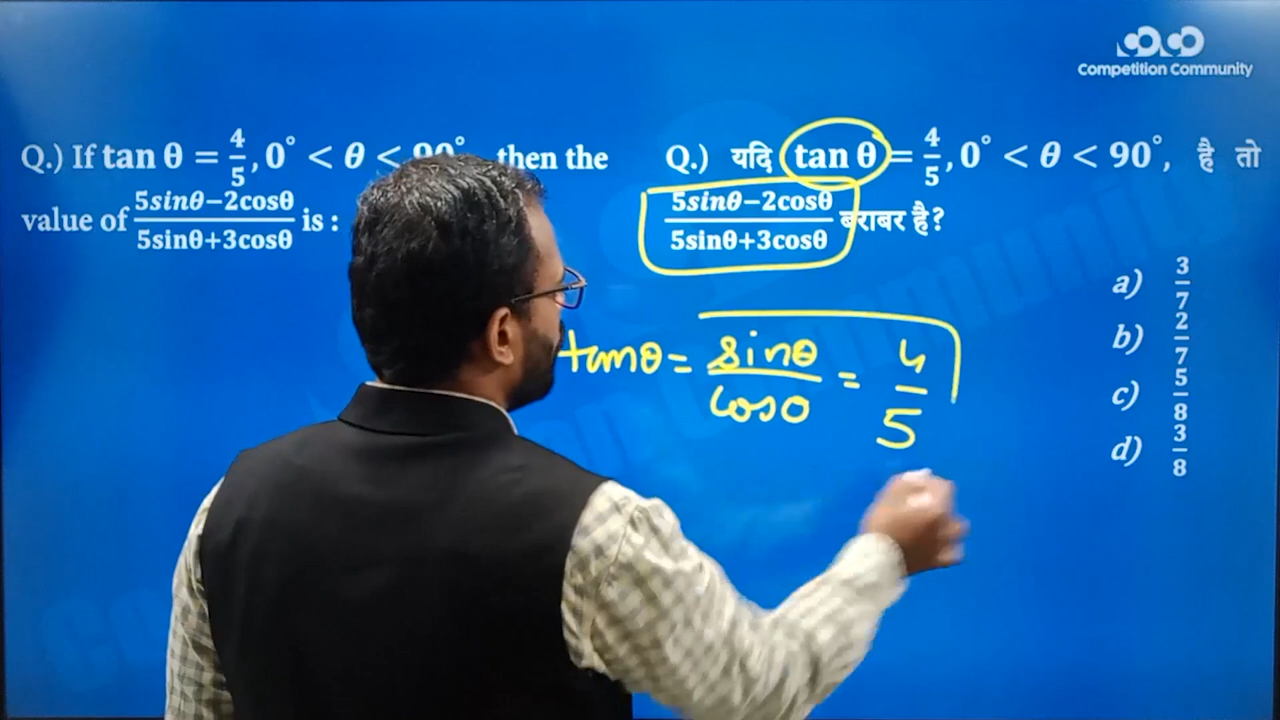 Competition Community
Q.) If tan θ = 4/5, 0° < θ < 90°, then the
value of (5sinθ−2cosθ)/(5sinθ+3cosθ) is :
Q.) यदि tan θ = 4/5, 0° < θ < 90°, है तो
(5sinθ−2cosθ)/(5sinθ+3cosθ) बराबर है?
a) 3/7
b) 2/7
c) 5/8
d) 3/8
tanθ = sinθ/cosθ = 4/5